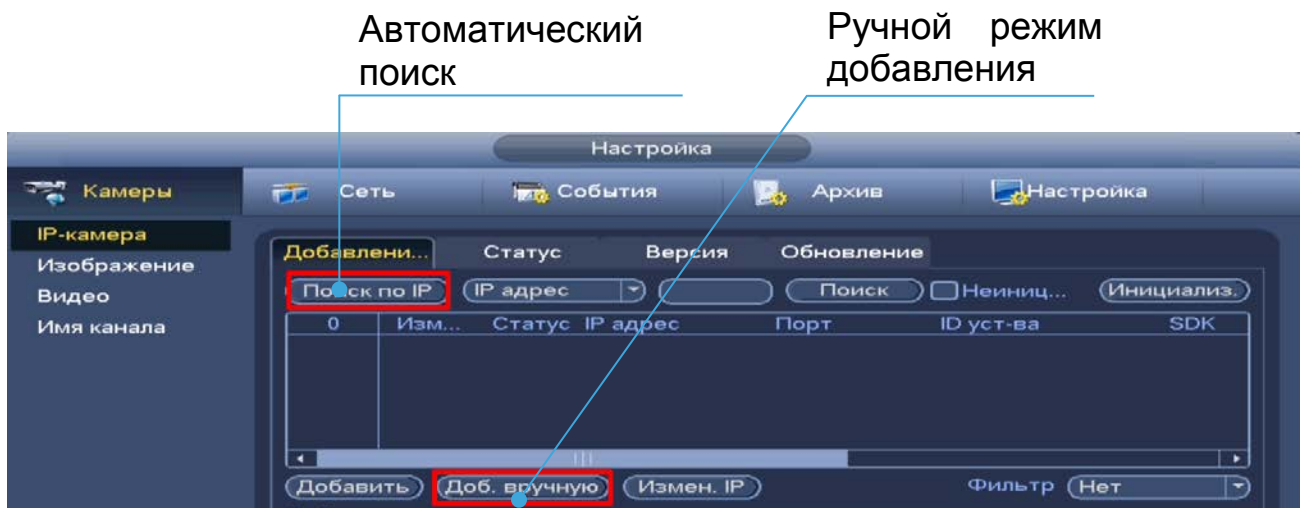 Автоматический
поиск
Ручной режим
добавления
Настройка
Камеры Сеть События Архив Настройка
IP-камера
Изображение
Видео
Имя канала
Добавлени... Статус Версия Обновление
Поиск по IP IP адрес Поиск Неиниц... Инициализ.
0 Изм... Статус IP адрес Порт ID уст-ва SDK
Добавить Доб. вручную Измен. IP Фильтр Нет